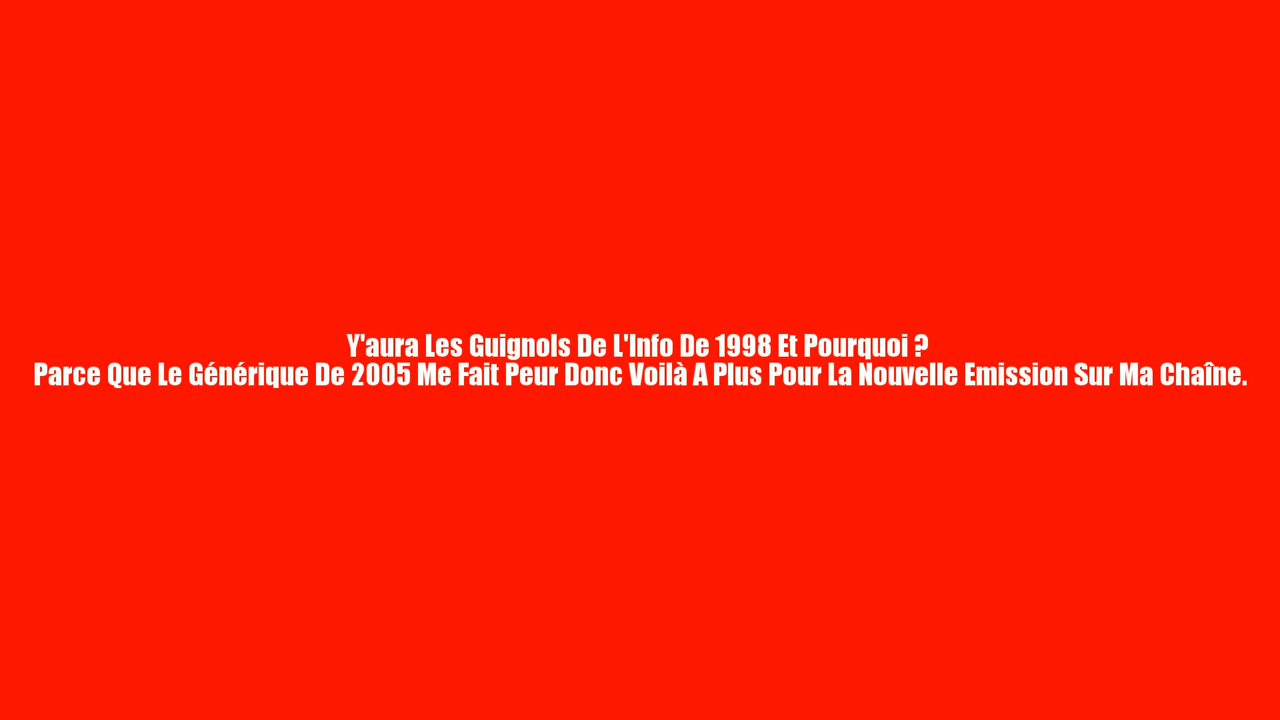 Y'aura Les Guignols De L'Info De 1998 Et Pourquoi ?
Parce Que Le Générique De 2005 Me Fait Peur Donc Voilà A Plus Pour La Nouvelle Emission Sur Ma Chaîne.